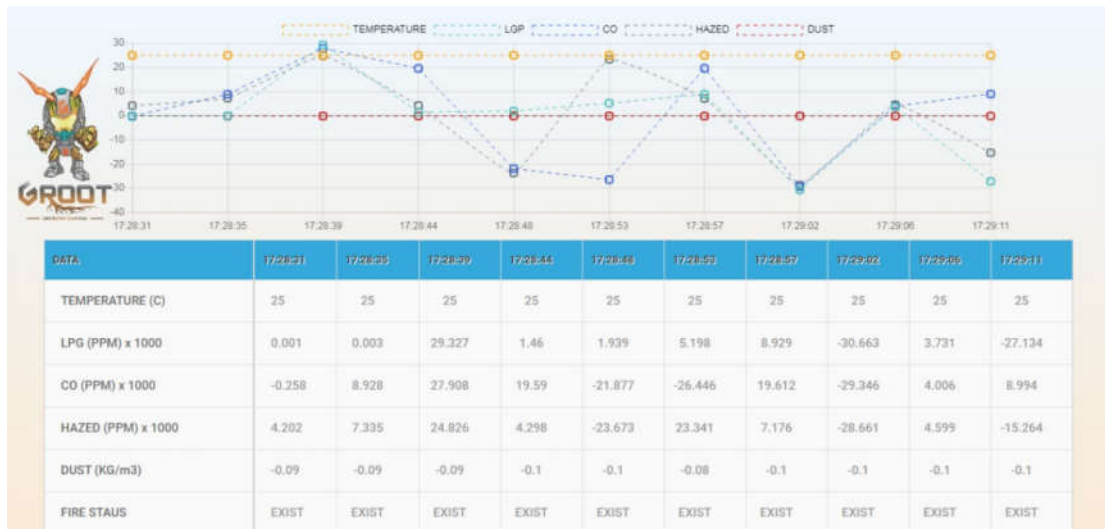 TEMPERATURE LGP CO HAZED DUST
30
20
10
0
-10
-20
-30
-40
17:28:31 17:28:35 17:28:39 17:28:44 17:28:48 17:28:53 17:28:57 17:29:02 17:29:06 17:29:11
GROOT
DATA 17:28:31 17:28:35 17:28:39 17:28:44 17:28:48 17:28:53 17:28:57 17:29:02 17:29:06 17:29:11
TEMPERATURE (C) 25 25 25 25 25 25 25 25 25 25
LPG (PPM) x 1000 0.001 0.003 29.327 1.46 1.939 5.198 8.929 -30.663 3.731 -27.134
CO (PPM) x 1000 -0.258 8.928 27.908 19.59 -21.877 -26.446 19.612 -29.346 4.006 8.994
HAZED (PPM) x 1000 4.202 7.335 24.826 4.298 -23.673 23.341 7.176 -28.661 4.599 -15.264
DUST (KG/m3) -0.09 -0.09 -0.09 -0.1 -0.1 -0.08 -0.1 -0.1 -0.1 -0.1
FIRE STAUS EXIST EXIST EXIST EXIST EXIST EXIST EXIST EXIST EXIST EXIST